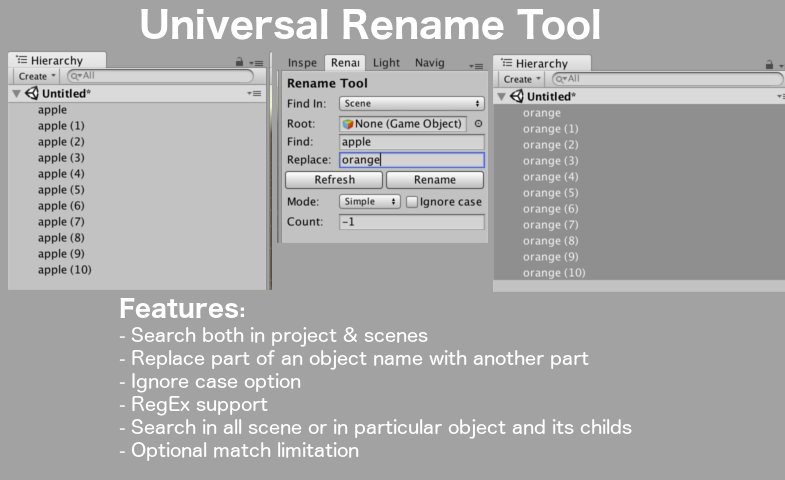 Universal Rename Tool
Hierarchy
Create
All
Untitled*
apple
apple (1)
apple (2)
apple (3)
apple (4)
apple (5)
apple (6)
apple (7)
apple (8)
apple (9)
apple (10)
Inspe Renai Light Navig
Rename Tool
Find In: Scene
Root: None (Game Object)
Find: apple
Replace: orange
Refresh Rename
Mode: Simple Ignore case
Count: -1
Hierarchy
Create
All
Untitled*
orange
orange (1)
orange (2)
orange (3)
orange (4)
orange (5)
orange (6)
orange (7)
orange (8)
orange (9)
orange (10)
Features:
- Search both in project & scenes
- Replace part of an object name with another part
- Ignore case option
- RegEx support
- Search in all scene or in particular object and its childs
- Optional match limitation